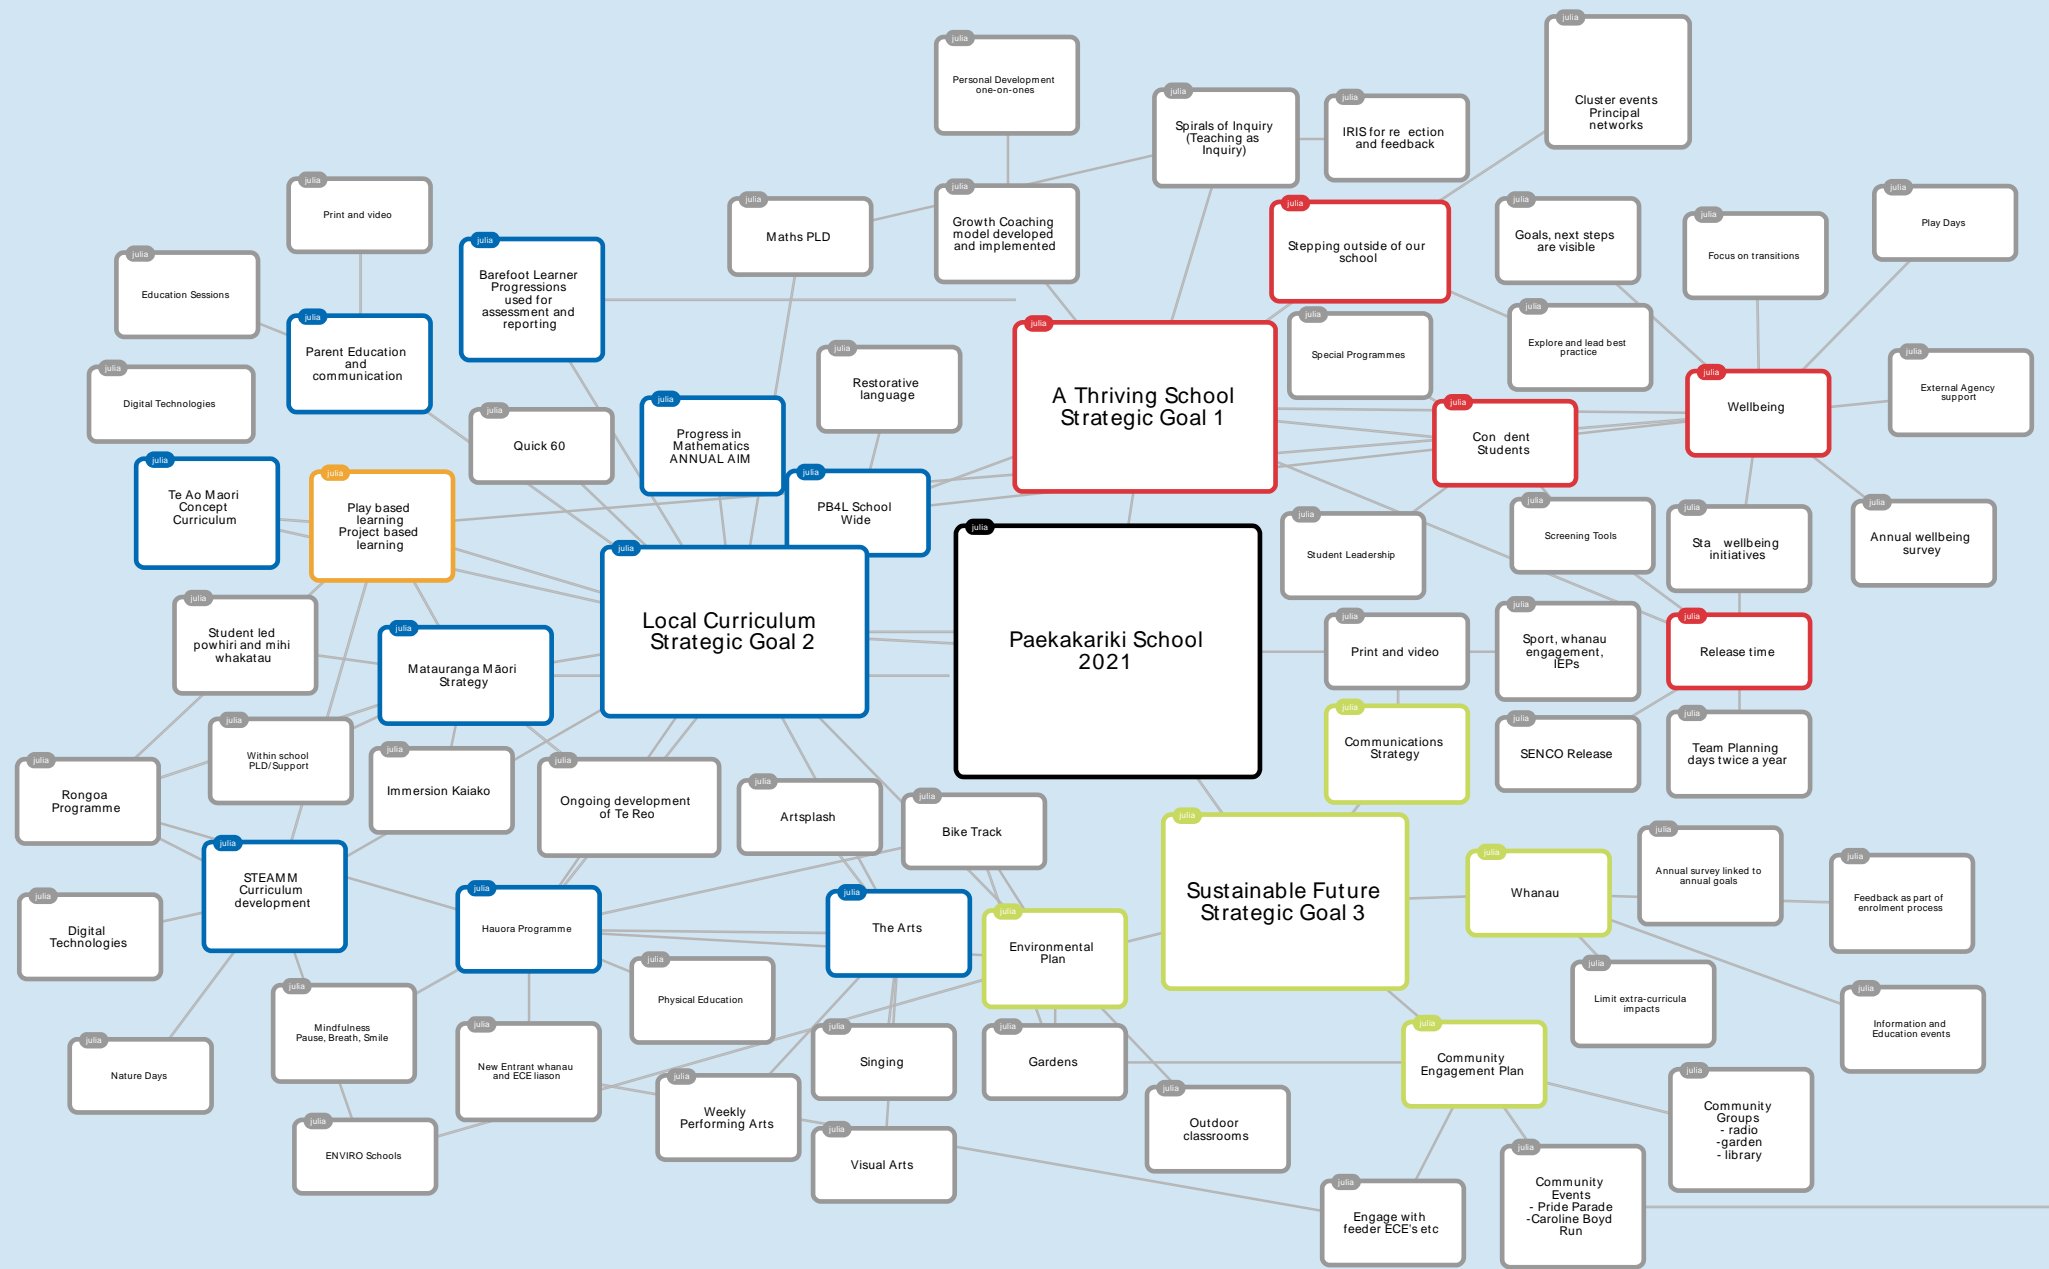 julia
Personal Development
one-on-ones
julia
Spirals of Inquiry
(Teaching as
Inquiry)
julia
IRIS for re ection
and feedback
julia
Cluster events
Principal
networks
julia
Print and video
julia
Maths PLD
julia
Growth Coaching
model developed
and implemented
julia
Stepping outside of our
school
julia
Goals, next steps
are visible
julia
Focus on transitions
julia
Play Days
julia
Education Sessions
julia
Barefoot Learner
Progressions
used for
assessment and
reporting
julia
Parent Education
and
communication
julia
Restorative
language
julia
A Thriving School
Strategic Goal 1
julia
Special Programmes
julia
Explore and lead best
practice
julia
Wellbeing
julia
External Agency
support
julia
Digital Technologies
julia
Quick 60
julia
Progress in
Mathematics
ANNUAL AIM
julia
Con dent
Students
julia
Te Ao Maori
Concept
Curriculum
julia
Play based
learning
Project based
learning
julia
PB4L School
Wide
julia
Student Leadership
julia
Screening Tools
julia
Sta wellbeing
initiatives
julia
Annual wellbeing
survey
julia
Local Curriculum
Strategic Goal 2
julia
Paekakariki School
2021
julia
Student led
powhiri and mihi
whakatau
julia
Matauranga Māori
Strategy
julia
Print and video
julia
Sport, whanau
engagement,
IEPs
julia
Release time
julia
Within school
PLD/Support
julia
Rongoa
Programme
julia
Immersion Kaiako
julia
Ongoing development
of Te Reo
julia
Artsplash
julia
Bike Track
julia
Communications
Strategy
julia
SENCO Release
julia
Team Planning
days twice a year
julia
STEAMM
Curriculum
development
julia
Sustainable Future
Strategic Goal 3
julia
Whanau
julia
Annual survey linked to
annual goals
julia
Feedback as part of
enrolment process
julia
Digital
Technologies
julia
Hauora Programme
julia
The Arts
julia
Environmental
Plan
julia
Mindfulness
Pause, Breath, Smile
julia
Physical Education
julia
Limit extra-curricula
impacts
julia
Information and
Education events
julia
Nature Days
julia
New Entrant whanau
and ECE liason
julia
Singing
julia
Gardens
julia
Community
Engagement Plan
julia
Weekly
Performing Arts
julia
Outdoor
classrooms
julia
Community
Groups
- radio
-garden
- library
julia
ENVIRO Schools
julia
Visual Arts
julia
Engage with
feeder ECE's etc
julia
Community
Events
- Pride Parade
-Caroline Boyd
Run